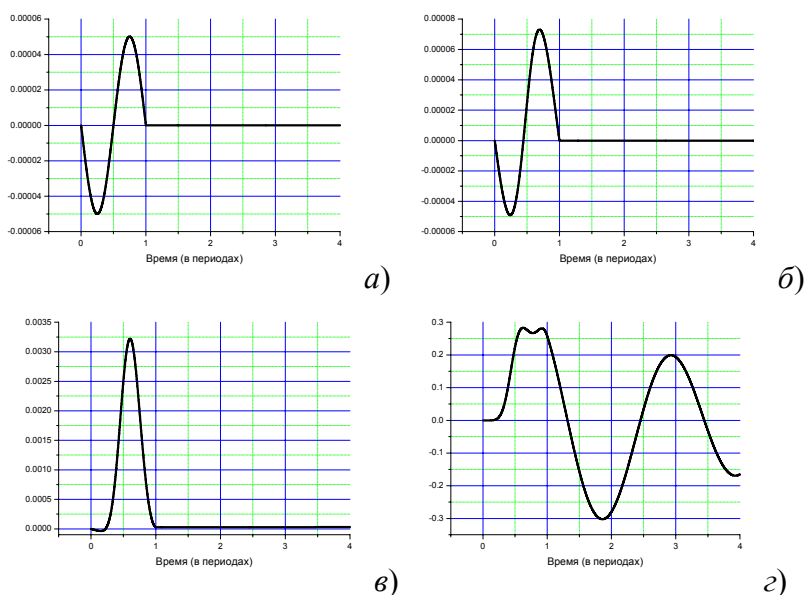 0.00006
0.00004
0.00002
0.00000
-0.00002
-0.00004
-0.00006
0 1 2 3 4
Время (в периодах)
а)
0.00008
0.00006
0.00004
0.00002
0.00000
-0.00002
-0.00004
-0.00006
0 1 2 3 4
Время (в периодах)
б)
0.0035
0.0030
0.0025
0.0020
0.0015
0.0010
0.0005
0.0000
0 1 2 3 4
Время (в периодах)
в)
0.3
0.2
0.1
0.0
-0.1
-0.2
-0.3
0 1 2 3 4
Время (в периодах)
г)